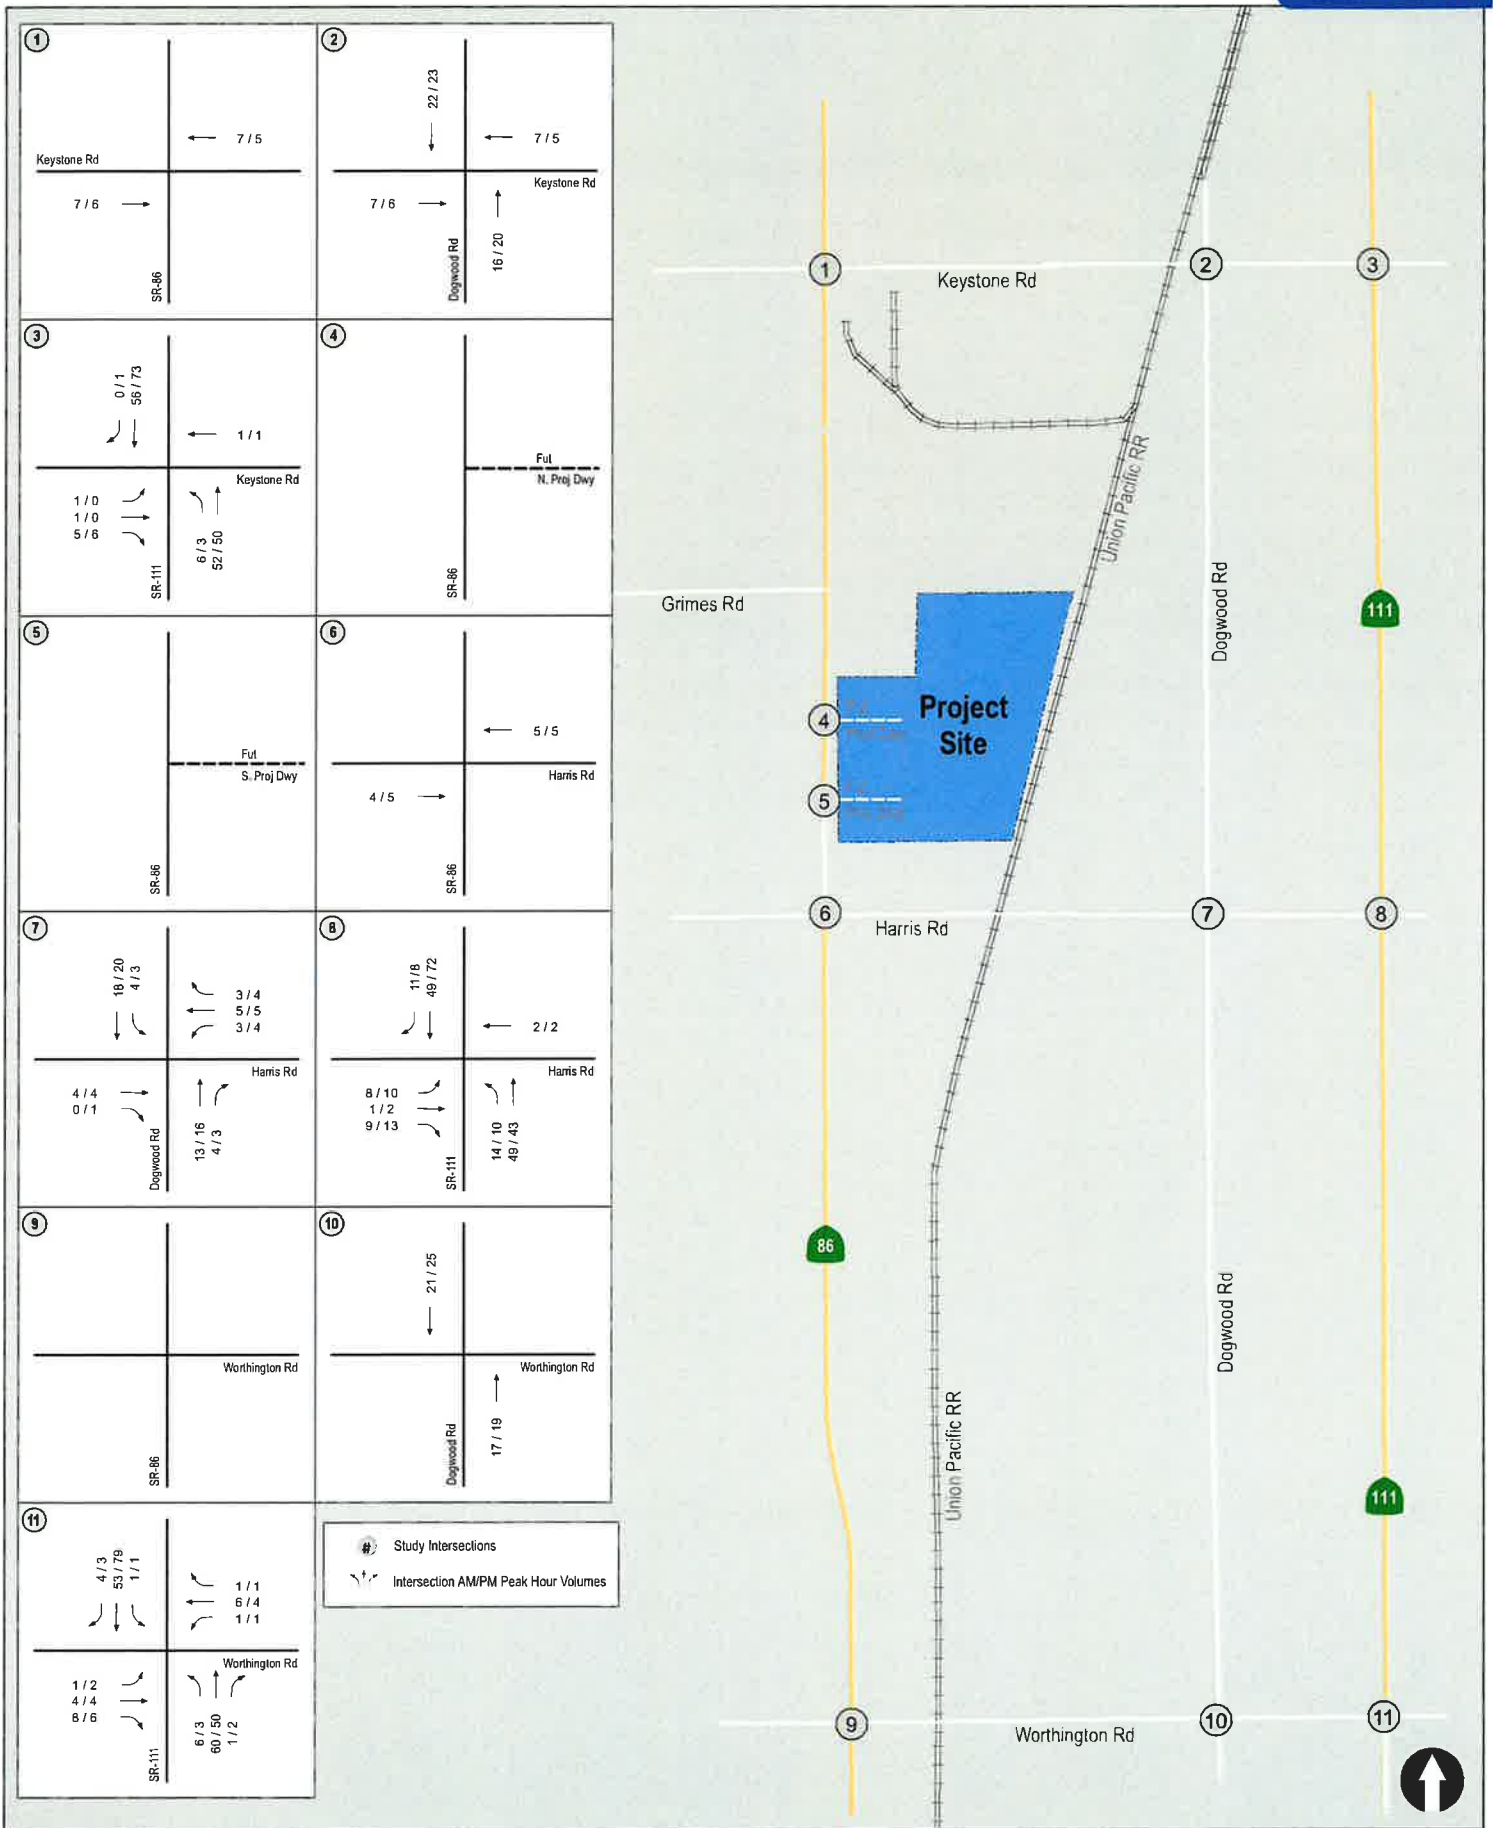 1
7 / 5
Keystone Rd
7 / 6
SR-86
2
22 / 23
7 / 5
Keystone Rd
7 / 6
16 / 20
Dogwood Rd
3
0 / 1
56 / 73
1 / 1
Keystone Rd
1 / 0
1 / 0
5 / 6
6 / 3
52 / 50
SR-111
4
Fut
N. Proj Dwy
SR-86
5
Fut
S. Proj Dwy
SR-86
6
5 / 5
Harris Rd
4 / 5
SR-86
7
18 / 20
4 / 3
3 / 4
5 / 5
3 / 4
Harris Rd
4 / 4
0 / 1
13 / 16
4 / 3
Dogwood Rd
8
11 / 8
49 / 72
2 / 2
Harris Rd
8 / 10
1 / 2
9 / 13
14 / 10
49 / 43
SR-111
9
Worthington Rd
SR-86
10
21 / 25
Worthington Rd
17 / 19
Dogwood Rd
11
4 / 3
53 / 79
1 / 1
1 / 1
6 / 4
1 / 1
Worthington Rd
1 / 2
4 / 4
6 / 3
60 / 50
1 / 2
SR-111
# Study Intersections
Intersection AM/PM Peak Hour Volumes
1
Keystone Rd
2
3
Union Pacific RR
Grimes Rd
Dogwood Rd
111
Project
Site
4
5
6
Harris Rd
7
8
86
Dogwood Rd
Union Pacific RR
111
9
Worthington Rd
10
11